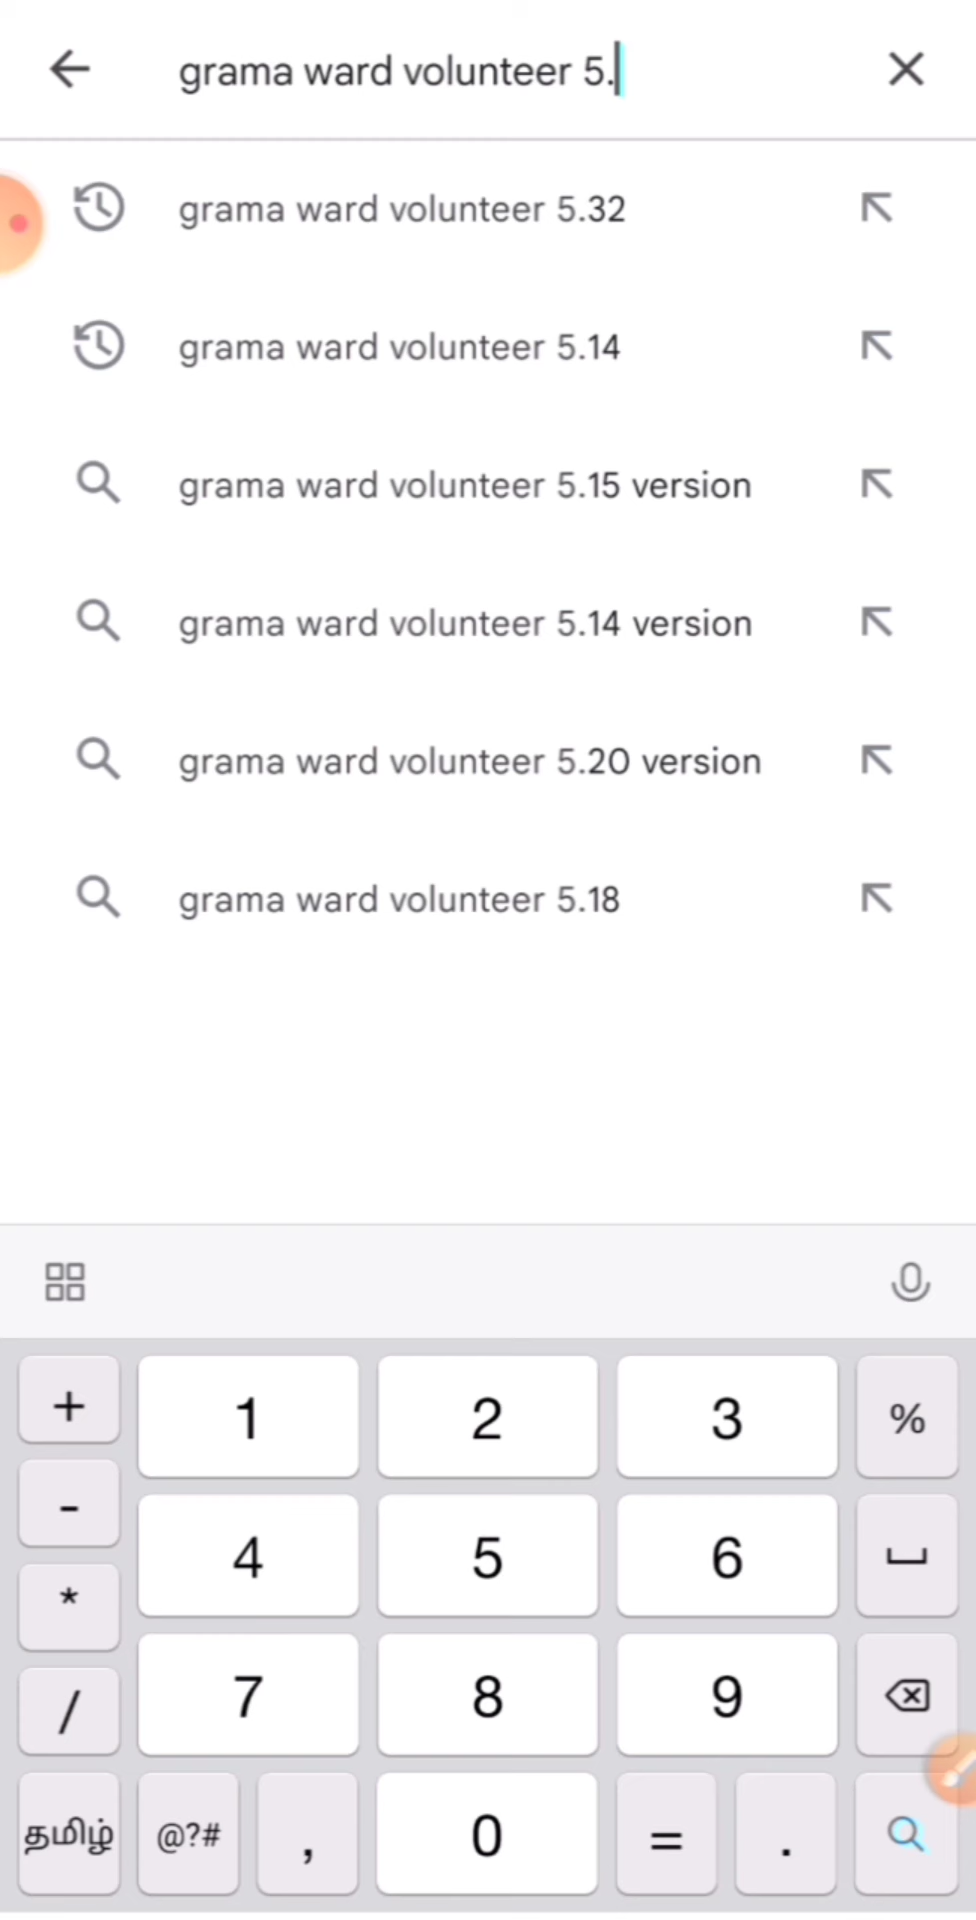 grama ward volunteer 5.
grama ward volunteer 5.32
grama ward volunteer 5.14
grama ward volunteer 5.15 version
grama ward volunteer 5.14 version
grama ward volunteer 5.20 version
grama ward volunteer 5.18
+ 1 2 3 %
- 4 5 6
*
/ 7 8 9
தமிழ் @?# , 0 = .